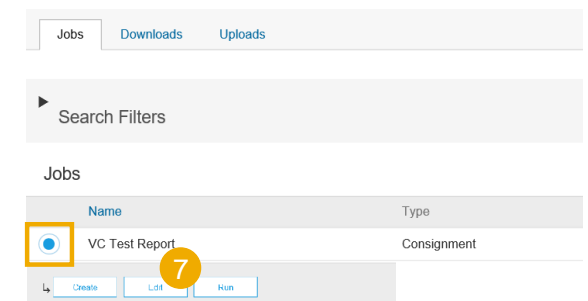 Jobs Downloads Uploads
Search Filters
Jobs
Name Type
VC Test Report Consignment
7
Create Edit Run